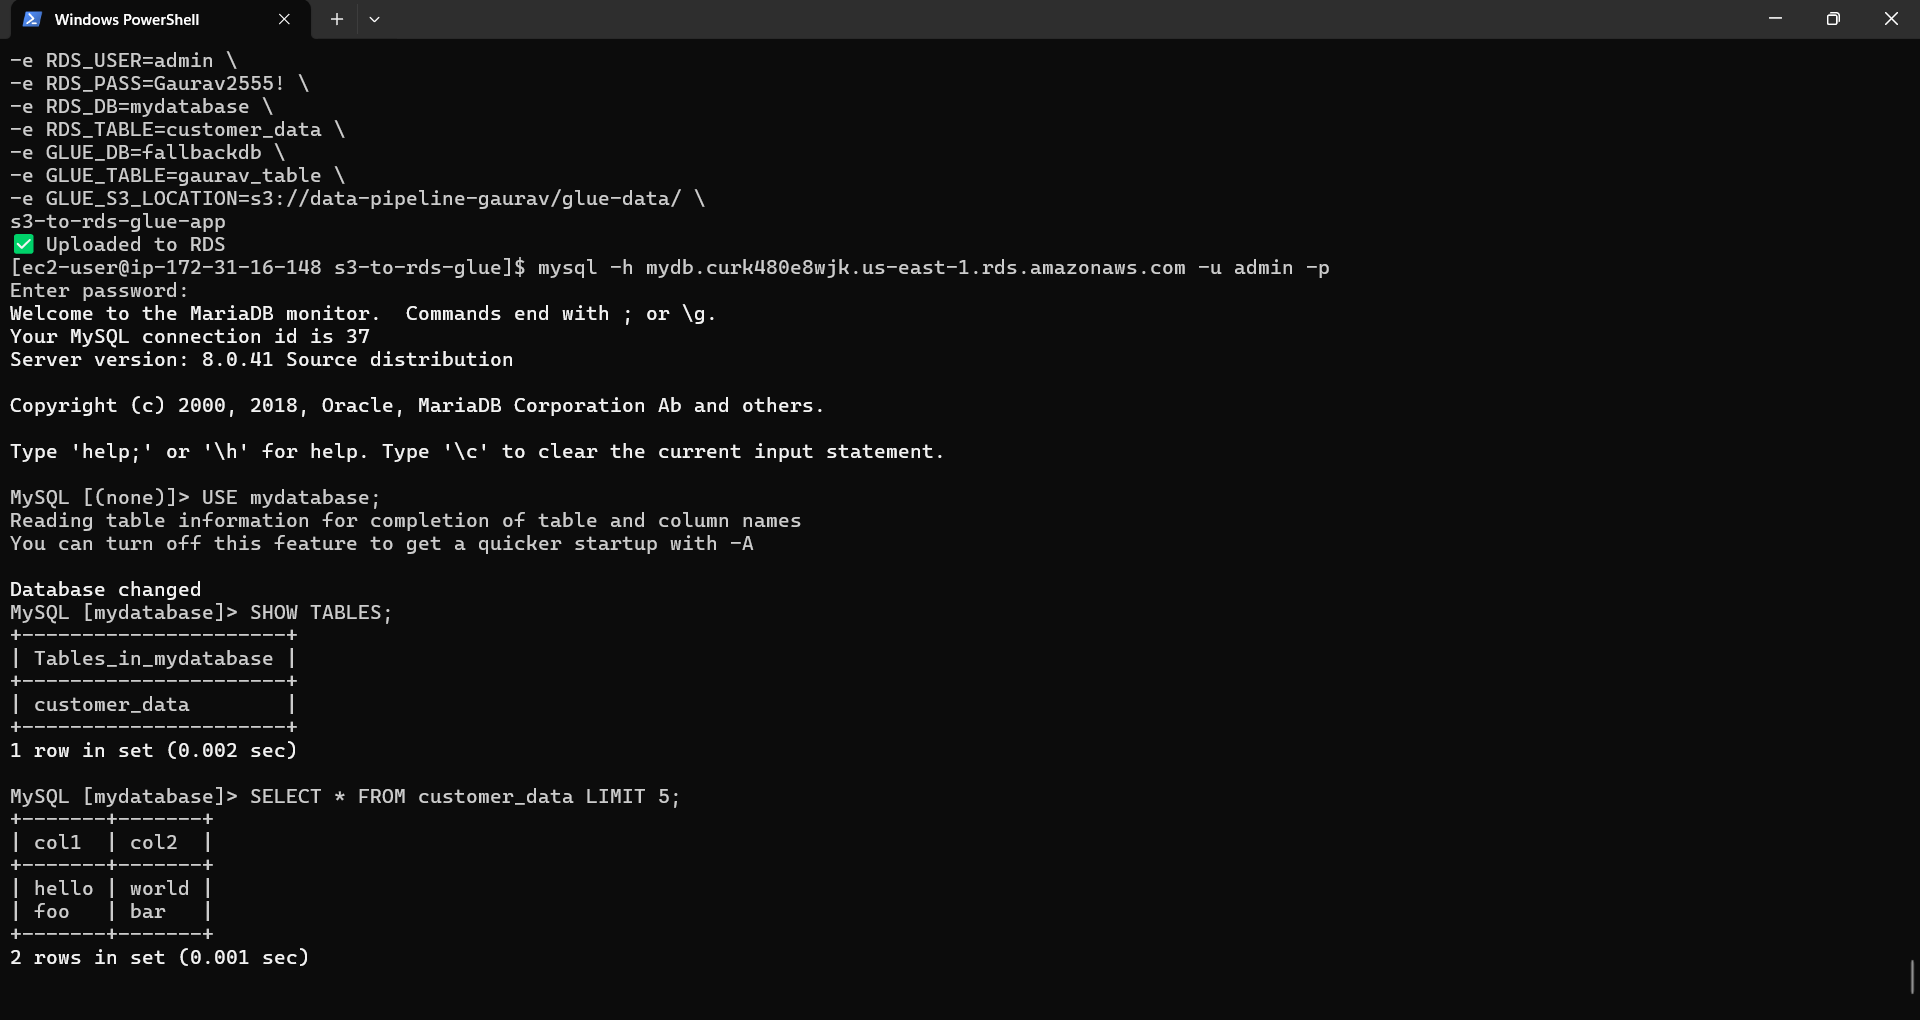 Windows PowerShell
-e RDS_USER=admin \
-e RDS_PASS=Gaurav2555! \
-e RDS_DB=mydatabase \
-e RDS_TABLE=customer_data \
-e GLUE_DB=fallbackdb \
-e GLUE_TABLE=gaurav_table \
-e GLUE_S3_LOCATION=s3://data-pipeline-gaurav/glue-data/ \
s3-to-rds-glue-app
✅ Uploaded to RDS
[ec2-user@ip-172-31-16-148 s3-to-rds-glue]$ mysql -h mydb.curk480e8wjk.us-east-1.rds.amazonaws.com -u admin -p
Enter password:
Welcome to the MariaDB monitor.  Commands end with ; or \g.
Your MySQL connection id is 37
Server version: 8.0.41 Source distribution

Copyright (c) 2000, 2018, Oracle, MariaDB Corporation Ab and others.

Type 'help;' or '\h' for help. Type '\c' to clear the current input statement.

MySQL [(none)]> USE mydatabase;
Reading table information for completion of table and column names
You can turn off this feature to get a quicker startup with -A

Database changed
MySQL [mydatabase]> SHOW TABLES;
+----------------------+
| Tables_in_mydatabase |
+----------------------+
| customer_data        |
+----------------------+
1 row in set (0.002 sec)

MySQL [mydatabase]> SELECT * FROM customer_data LIMIT 5;
+-------+-------+
| col1  | col2  |
+-------+-------+
| hello | world |
| foo   | bar   |
+-------+-------+
2 rows in set (0.001 sec)